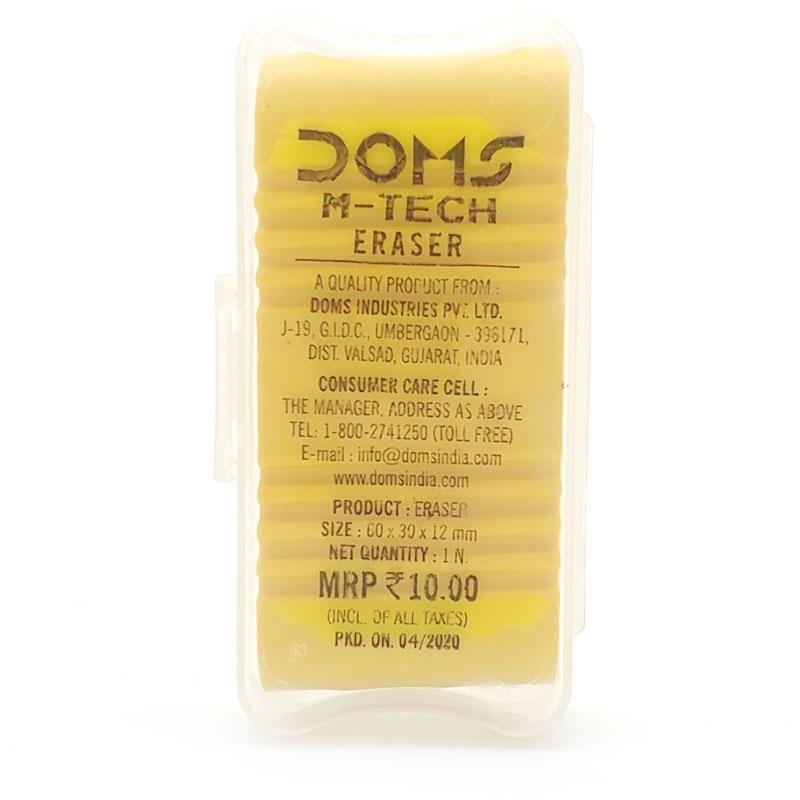 DOMS
M-TECH
ERASER
A QUALITY PRODUCT FROM :
DOMS INDUSTRIES PVT. LTD.
J-19, G.I.D.C., UMBERGAON - 396171,
DIST. VALSAD, GUJARAT, INDIA
CONSUMER CARE CELL :
THE MANAGER, ADDRESS AS ABOVE
TEL: 1-800-2741250 (TOLL FREE)
E-mail : info@domsindia.com
www.domsindia.com
PRODUCT : ERASER
SIZE : 60 x 30 x 12 mm
NET QUANTITY : 1 N.
MRP ₹10.00
(INCL. OF ALL TAXES)
PKD. ON. 04/2020